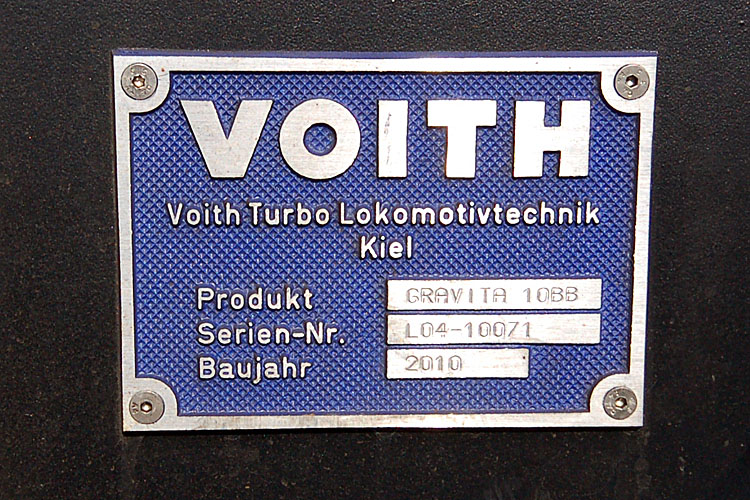 VOITH
Voith Turbo Lokomotivtechnik
Kiel
Produkt GRAVITA 10BB
Serien-Nr. L04-10071
Baujahr 2010